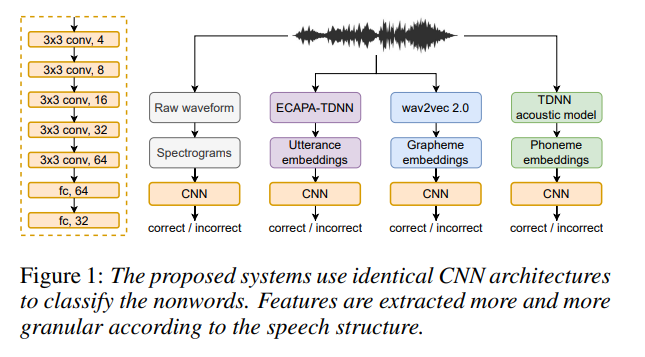 3x3 conv, 4
3x3 conv, 8
3x3 conv, 16
3x3 conv, 32
3x3 conv, 64
fc, 64
fc, 32
Raw waveform
Spectrograms
CNN
correct / incorrect
ECAPA-TDNN
Utterance
embeddings
CNN
correct / incorrect
wav2vec 2.0
Grapheme
embeddings
CNN
correct / incorrect
TDNN
acoustic model
Phoneme
embeddings
CNN
correct / incorrect
Figure 1: The proposed systems use identical CNN architectures
to classify the nonwords. Features are extracted more and more
granular according to the speech structure.